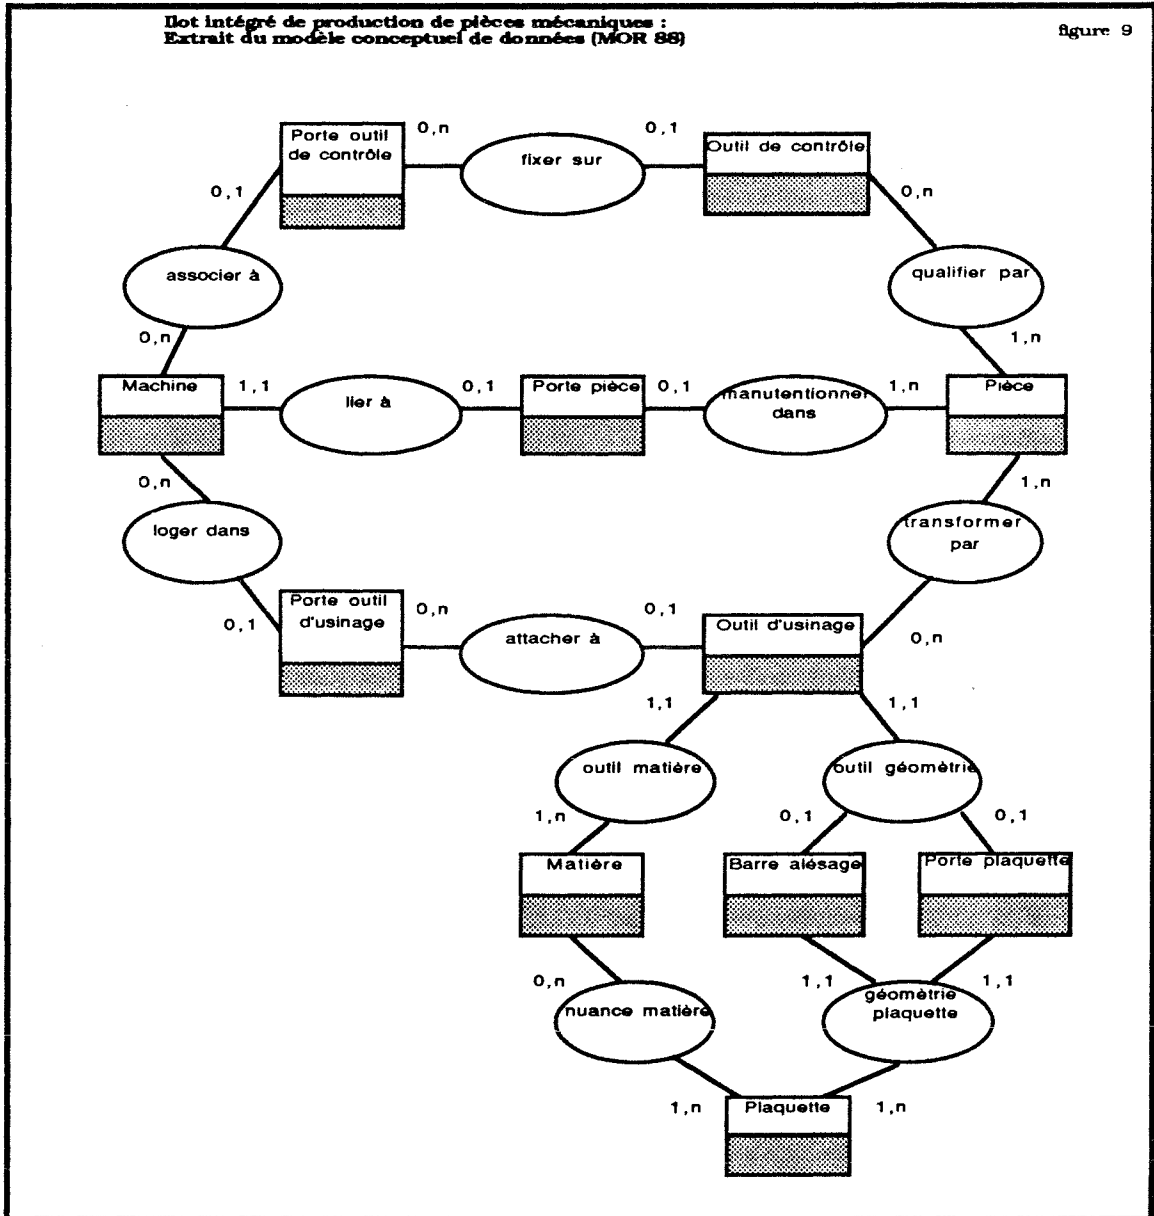 Ilot intégré de production de pièces mécaniques :
Extrait du modèle conceptuel de données (MOR 88)
figure 9
Porte outil
de contrôle
0,n
fixer sur
0,1
Outil de contrôle
0,1
0,n
associer à
qualifier par
0,n
1,n
Machine
1,1
lier à
0,1
Porte pièce
0,1
manutentionner
dans
1,n
Pièce
0,n
1,n
loger dans
transformer
par
0,1
Porte outil
d'usinage
0,n
attacher à
0,1
Outil d'usinage
0,n
1,1
1,1
outil matière
outil géomètrie
1,n
0,1
0,1
Matière
Barre alésage
Porte plaquette
0,n
1,1
1,1
nuance matière
géomètrie
plaquette
1,n
Plaquette
1,n